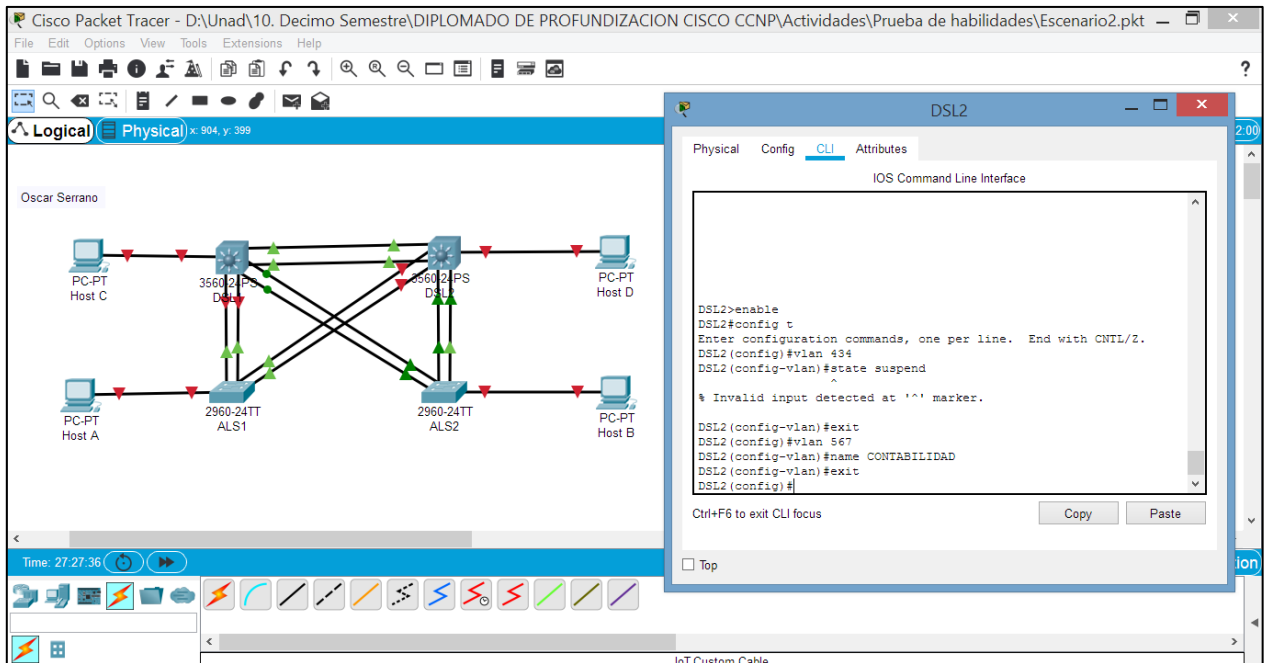 Cisco Packet Tracer - D:\Unad\10. Decimo Semestre\DIPLOMADO DE PROFUNDIZACION CISCO CCNP\Actividades\Prueba de habilidades\Escenario2.pkt
File Edit Options View Tools Extensions Help
?
Logical Physical x: 904, y: 399
2:00
Oscar Serrano
PC-PT
Host C
3560-24PS
DSL1
3560-24PS
DSL2
PC-PT
Host D
PC-PT
Host A
2960-24TT
ALS1
2960-24TT
ALS2
PC-PT
Host B
DSL2
Physical Config CLI Attributes
IOS Command Line Interface
DSL2>enable
DSL2#config t
Enter configuration commands, one per line. End with CNTL/Z.
DSL2(config)#vlan 434
DSL2(config-vlan)#state suspend
^
% Invalid input detected at '^' marker.
DSL2(config-vlan)#exit
DSL2(config)#vlan 567
DSL2(config-vlan)#name CONTABILIDAD
DSL2(config-vlan)#exit
DSL2(config)#
Ctrl+F6 to exit CLI focus
Copy Paste
Top
Time: 27:27:36
ion
IoT Custom Cable